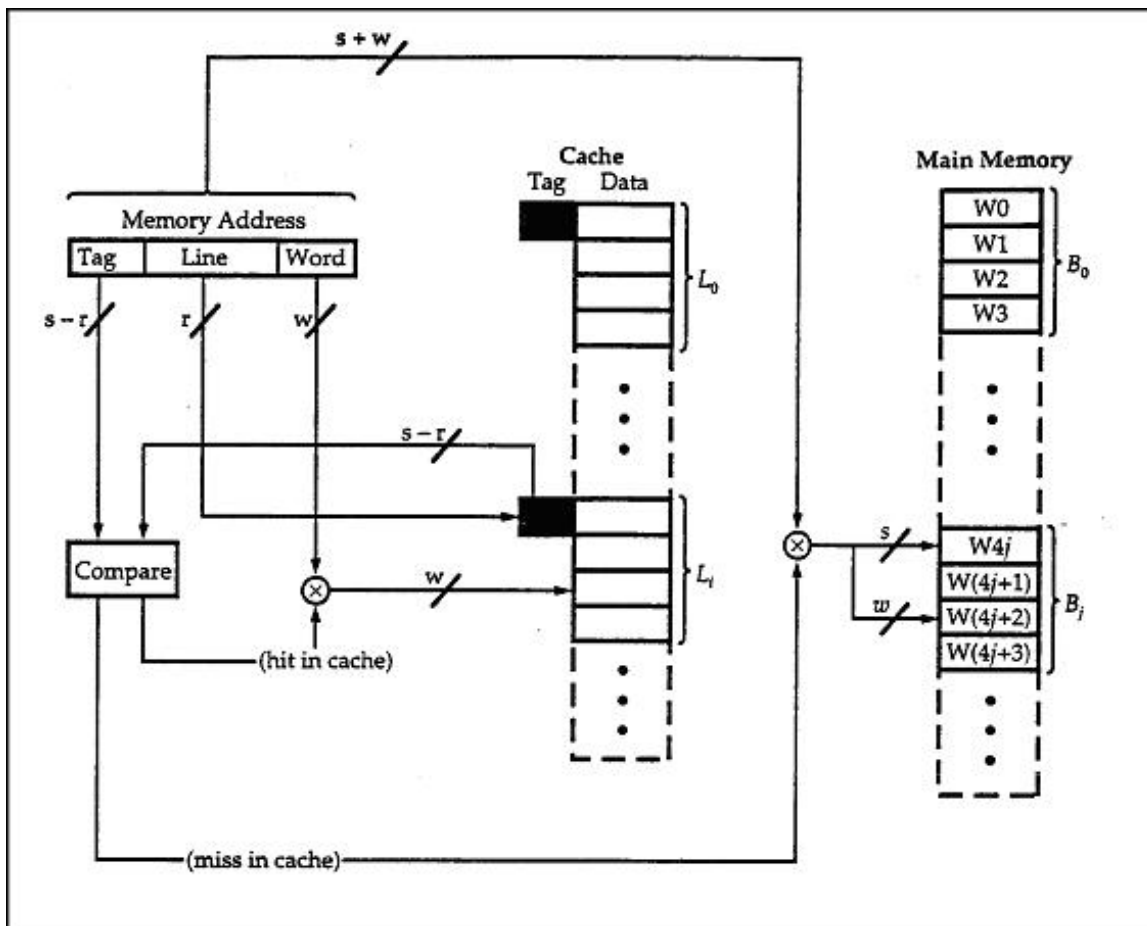 s + w
Cache
Tag Data
Main Memory
Memory Address
Tag Line Word
W0
W1
W2
W3
B0
L0
s – r
r
w
s – r
Compare
w
Li
(hit in cache)
s
w
W4j
W(4j+1)
W(4j+2)
W(4j+3)
Bj
(miss in cache)